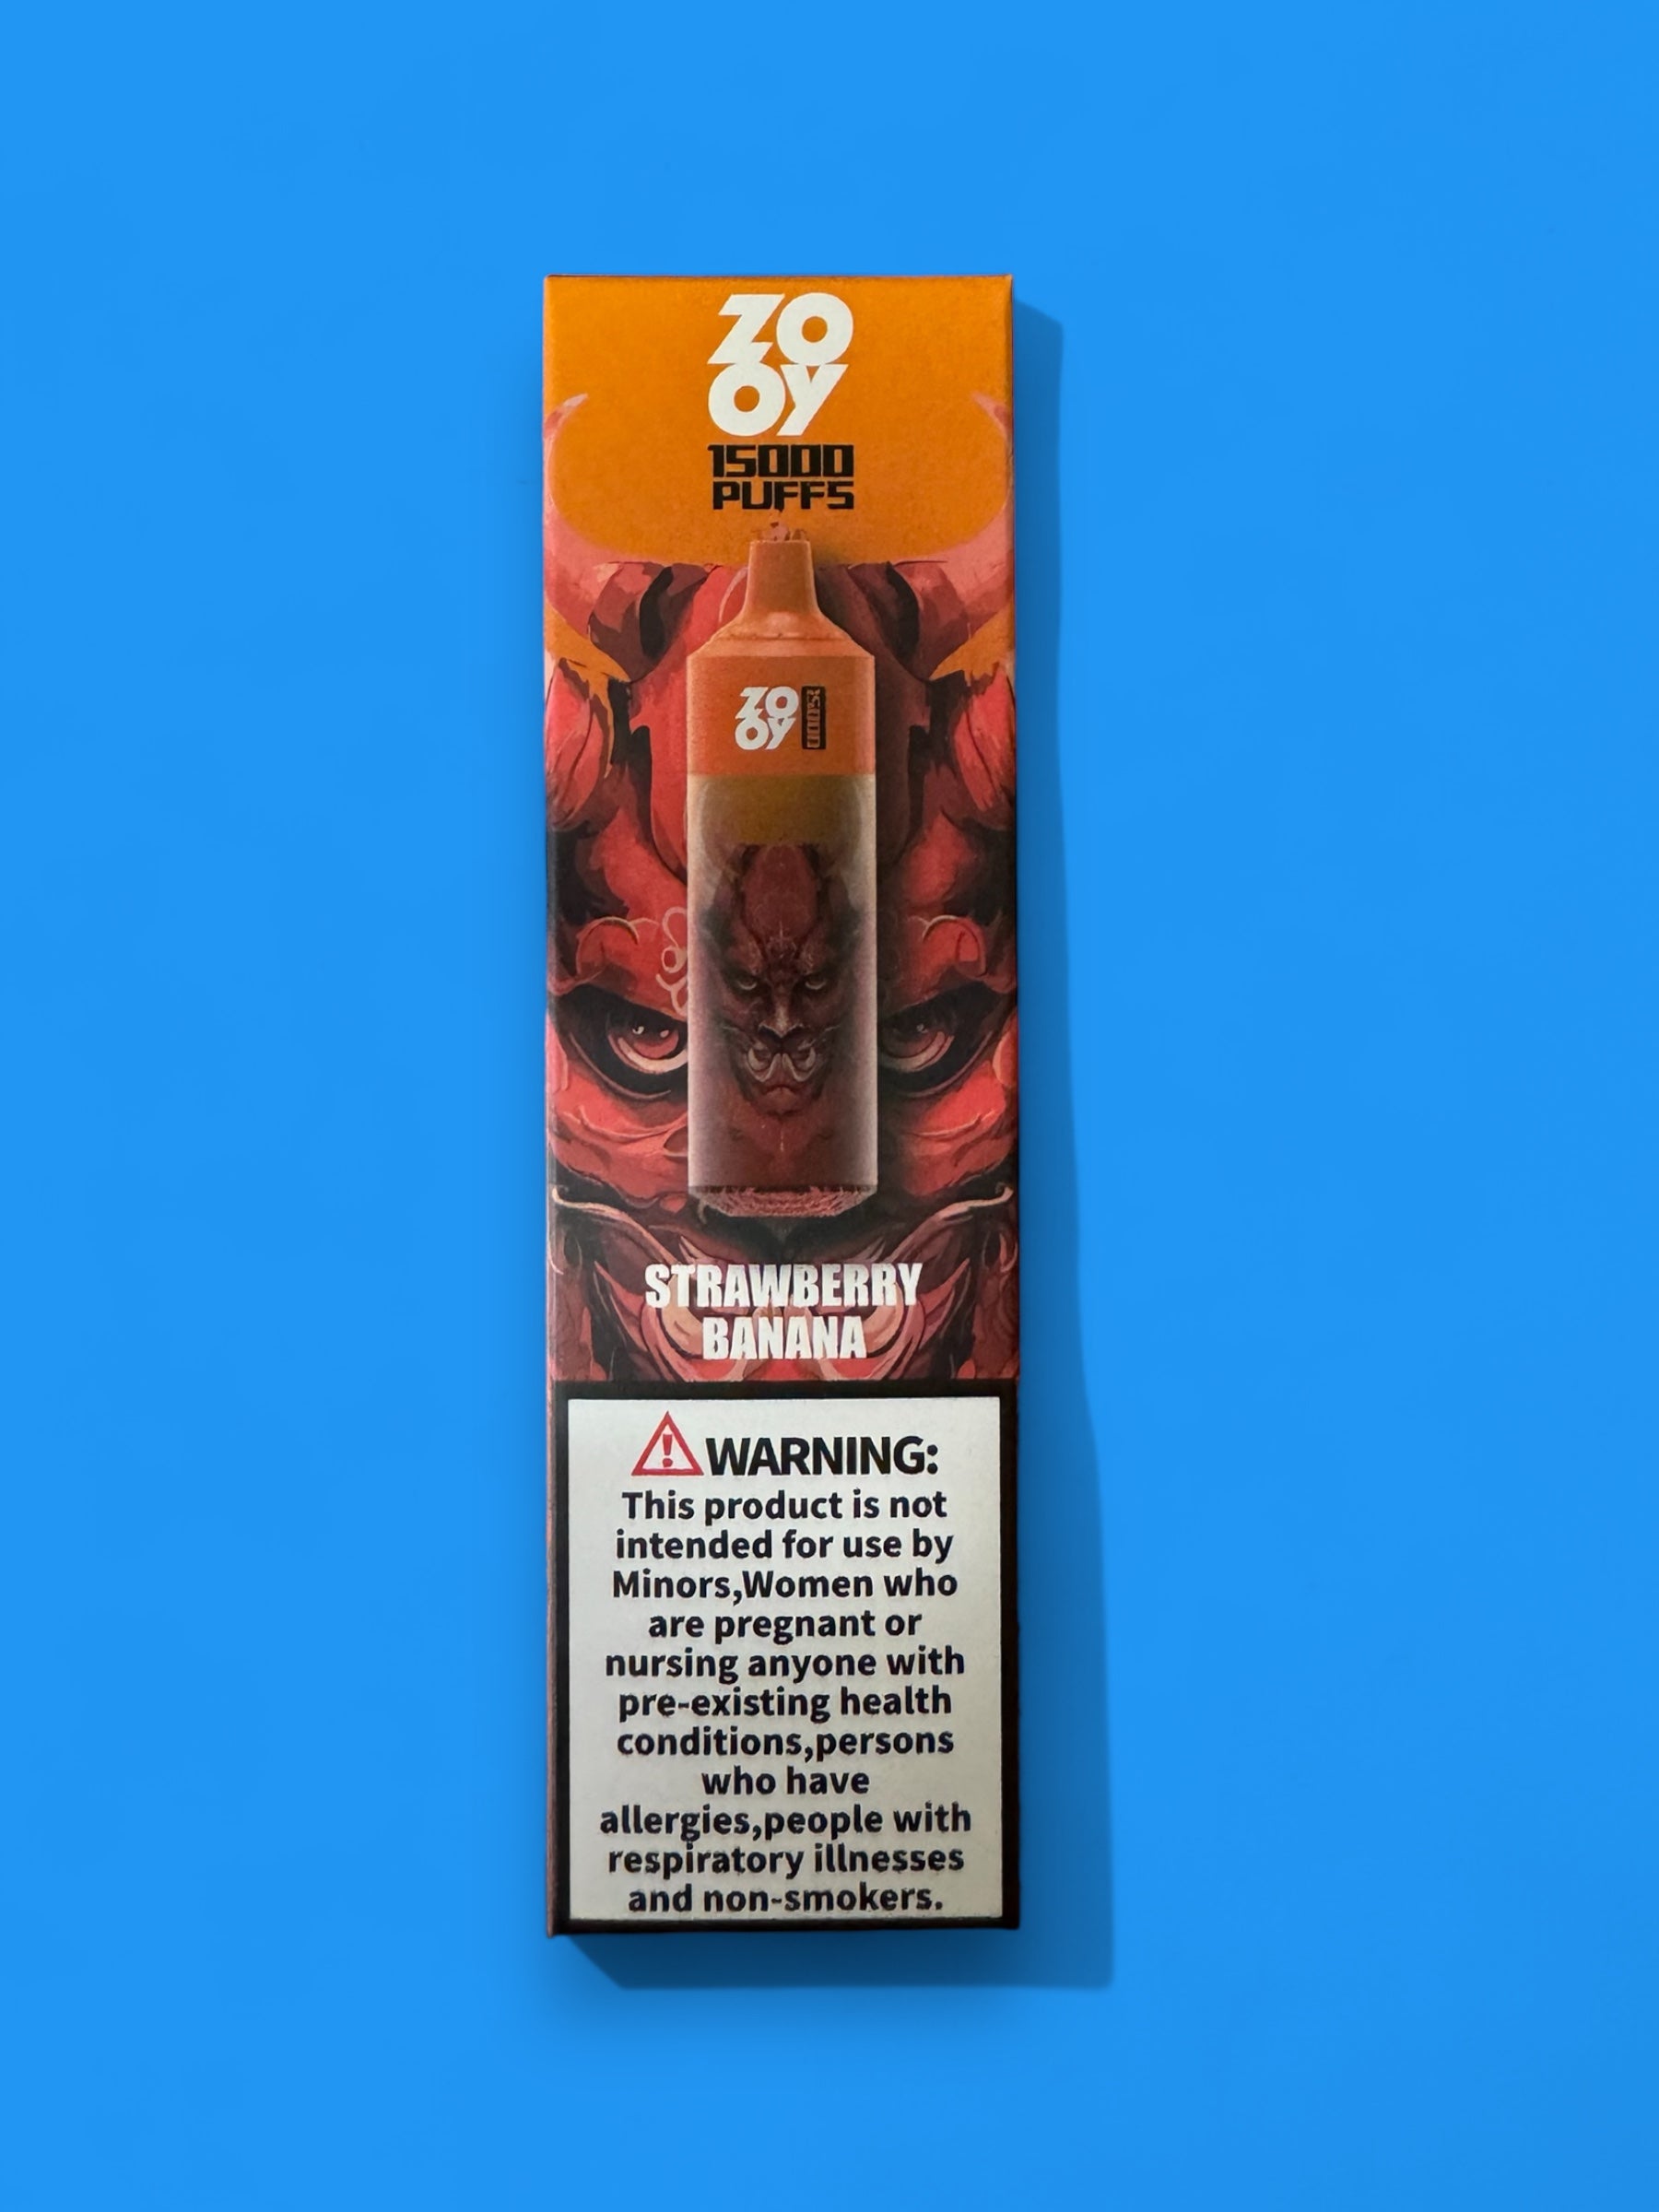 ZO
OY
15000
PUFFS
ZO
OY
15000
STRAWBERRY
BANANA
WARNING:
This product is not
intended for use by
Minors,Women who
are pregnant or
nursing anyone with
pre-existing health
conditions,persons
who have
allergies,people with
respiratory illnesses
and non-smokers.